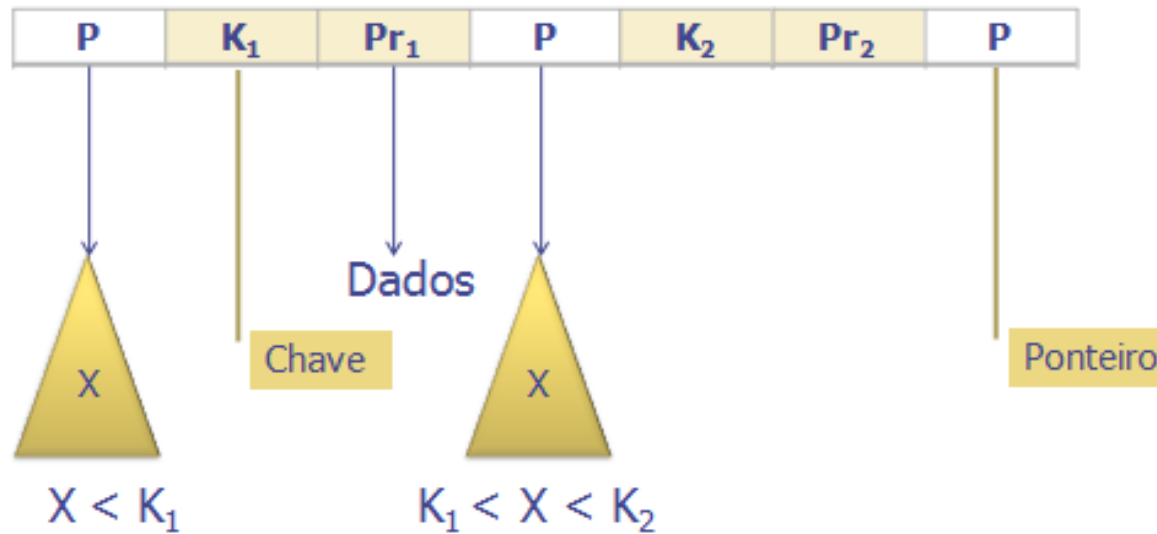 P K₁ Pr₁ P K₂ Pr₂ P
Dados
Chave
Ponteiro
X X
X < K₁ K₁ < X < K₂